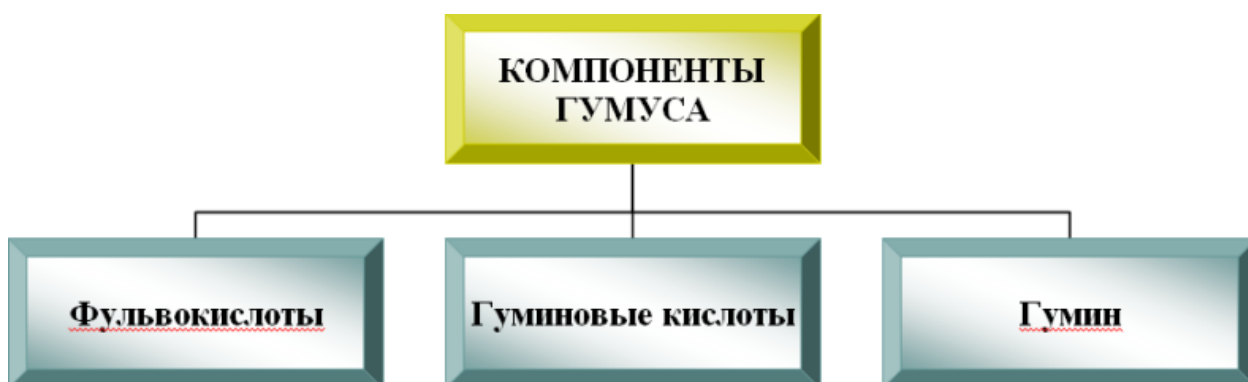 КОМПОНЕНТЫ
ГУМУСА
Фульвокислоты
Гуминовые кислоты
Гумин